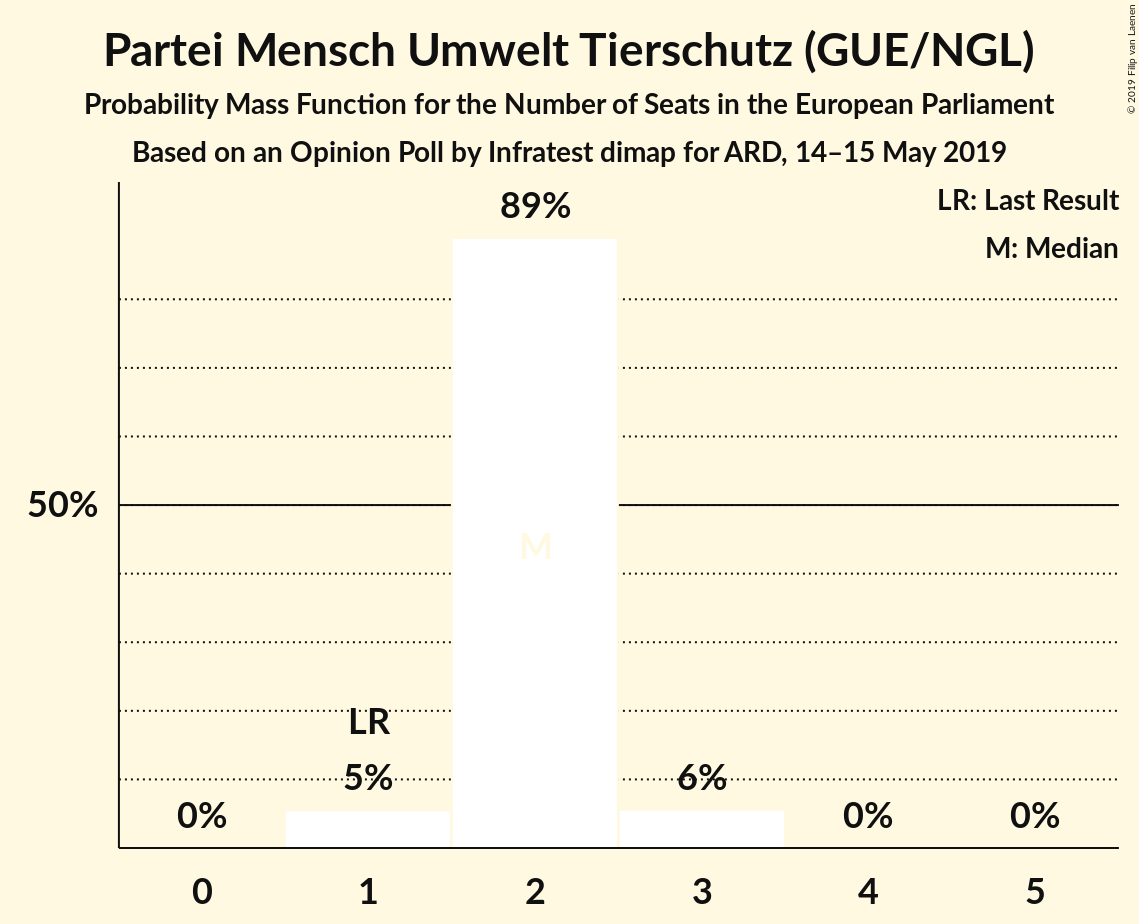 Partei Mensch Umwelt Tierschutz (GUE/NGL)
Probability Mass Function for the Number of Seats in the European Parliament
Based on an Opinion Poll by Infratest dimap for ARD, 14–15 May 2019
© 2019 Filip van Laenen
LR: Last Result
M: Median
89%
50%
M
LR
5%
6%
0%
0%
0%
0 1 2 3 4 5